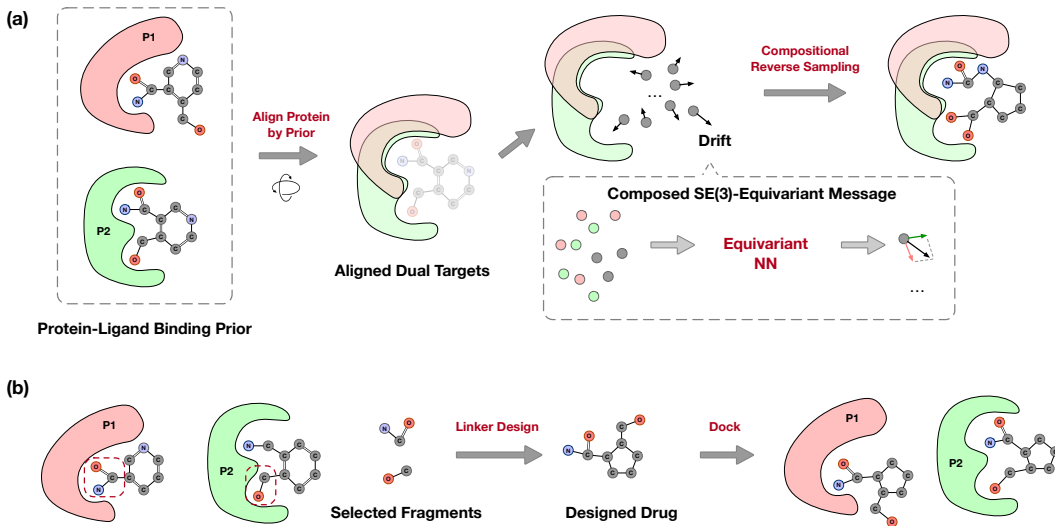 (a)
P1
N
C
O
C
C
C
C
N
C
C
C
O
Align Protein
by Prior
P2
O
N
C
C
C
N
C
C
C
C
O
Protein-Ligand Binding Prior
O
C
N
C
C
N
C
C
C
C
O
Aligned Dual Targets
...
Drift
Compositional
Reverse Sampling
O
N
C
C
C
N
C
C
C
C
O
C
O
Composed SE(3)-Equivariant Message
Equivariant
NN
...
(b)
P1
N
O
C
C
C
C
N
C
C
C
P2
N
C
C
C
C
C
C
C
C
O
O
N
C
C
O
Selected Fragments
Linker Design
O
C
O
C
N
C
C
C
C
C
Designed Drug
Dock
P1
O
C
C
C
N
C
C
C
C
O
P2
O
N
C
C
C
C
C
C
C
O